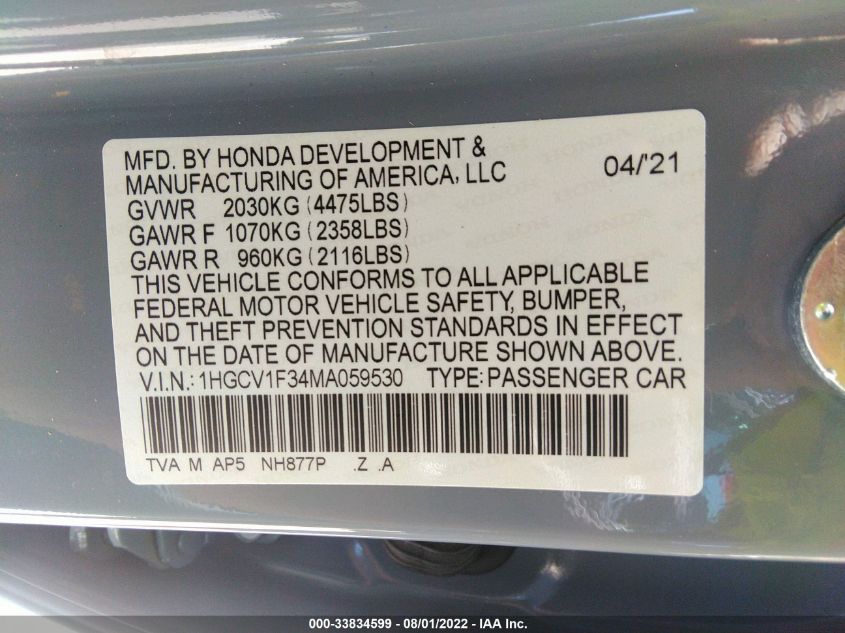 MFD. BY HONDA DEVELOPMENT &
MANUFACTURING OF AMERICA, LLC 04/'21
GVWR 2030KG (4475LBS)
GAWR F 1070KG (2358LBS)
GAWR R 960KG (2116LBS)
THIS VEHICLE CONFORMS TO ALL APPLICABLE
FEDERAL MOTOR VEHICLE SAFETY, BUMPER,
AND THEFT PREVENTION STANDARDS IN EFFECT
ON THE DATE OF MANUFACTURE SHOWN ABOVE.
V.I.N.: 1HGCV1F34MA059530 TYPE: PASSENGER CAR
TVA M AP5 NH877P .Z .A
000-33834599 - 08/01/2022 - IAA Inc.